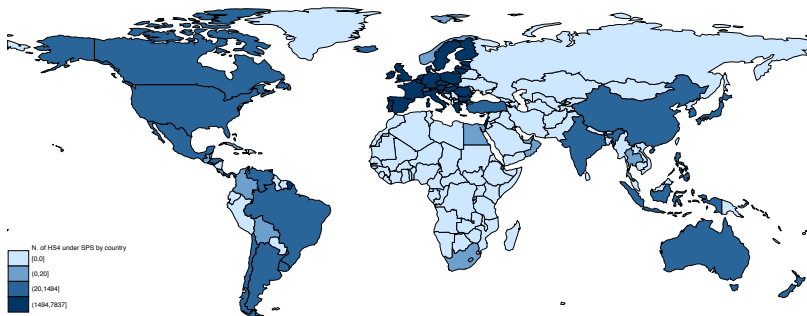 N. of HS4 under SPS by country
[0,0]
(0,20]
(20,1494]
(1494,7837]